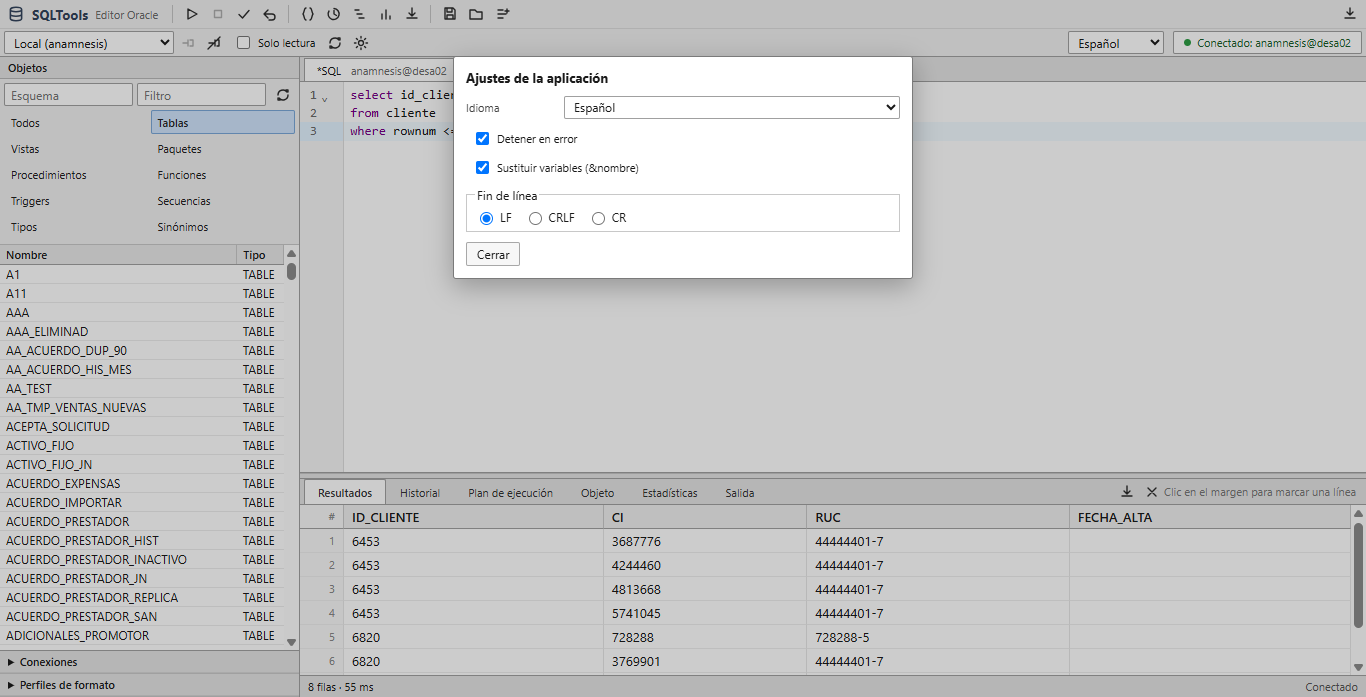 SQLTools Editor Oracle
Local (anamnesis) Solo lectura Español Conectado: anamnesis@desa02
Objetos
Esquema Filtro
Todos Tablas
Vistas Paquetes
Procedimientos Funciones
Triggers Secuencias
Tipos Sinónimos
Nombre Tipo
A1 TABLE
A11 TABLE
AAA TABLE
AAA_ELIMINAD TABLE
AA_ACUERDO_DUP_90 TABLE
AA_ACUERDO_HIS_MES TABLE
AA_TEST TABLE
AA_TMP_VENTAS_NUEVAS TABLE
ACEPTA_SOLICITUD TABLE
ACTIVO_FIJO TABLE
ACTIVO_FIJO_JN TABLE
ACUERDO_EXPENSAS TABLE
ACUERDO_IMPORTAR TABLE
ACUERDO_PRESTADOR TABLE
ACUERDO_PRESTADOR_HIST TABLE
ACUERDO_PRESTADOR_INACTIVO TABLE
ACUERDO_PRESTADOR_JN TABLE
ACUERDO_PRESTADOR_REPLICA TABLE
ACUERDO_PRESTADOR_SAN TABLE
ADICIONALES_PROMOTOR TABLE
Conexiones
Perfiles de formato
*SQL anamnesis@desa02
1 select id_clie
2 from cliente
3 where rownum <=
Ajustes de la aplicación
Idioma Español
Detener en error
Sustituir variables (&nombre)
Fin de línea
LF CRLF CR
Cerrar
Resultados Historial Plan de ejecución Objeto Estadísticas Salida Clic en el margen para marcar una línea
# ID_CLIENTE CI RUC FECHA_ALTA
1 6453 3687776 44444401-7
2 6453 4244460 44444401-7
3 6453 4813668 44444401-7
4 6453 5741045 44444401-7
5 6820 728288 728288-5
6 6820 3769901 44444401-7
8 filas · 55 ms Conectado